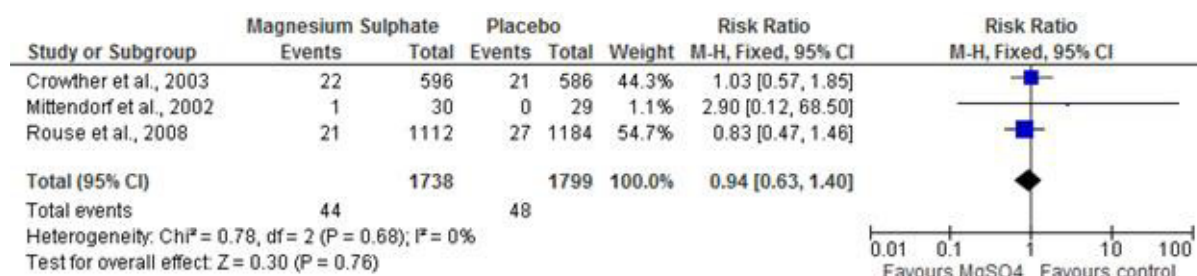 Magnesium Sulphate Placebo Risk Ratio Risk Ratio
Study or Subgroup Events Total Events Total Weight M-H, Fixed, 95% CI M-H, Fixed, 95% CI
Crowther et al., 2003 22 596 21 586 44.3% 1.03 [0.57, 1.85]
Mittendorf et al., 2002 1 30 0 29 1.1% 2.90 [0.12, 68.50]
Rouse et al., 2008 21 1112 27 1184 54.7% 0.83 [0.47, 1.46]
Total (95% CI) 1738 1799 100.0% 0.94 [0.63, 1.40]
Total events 44 48
Heterogeneity: Chi² = 0.78, df = 2 (P = 0.68); I² = 0%
Test for overall effect: Z = 0.30 (P = 0.76)
0.01 0.1 1 10 100
Favours MgSO4 Favours control